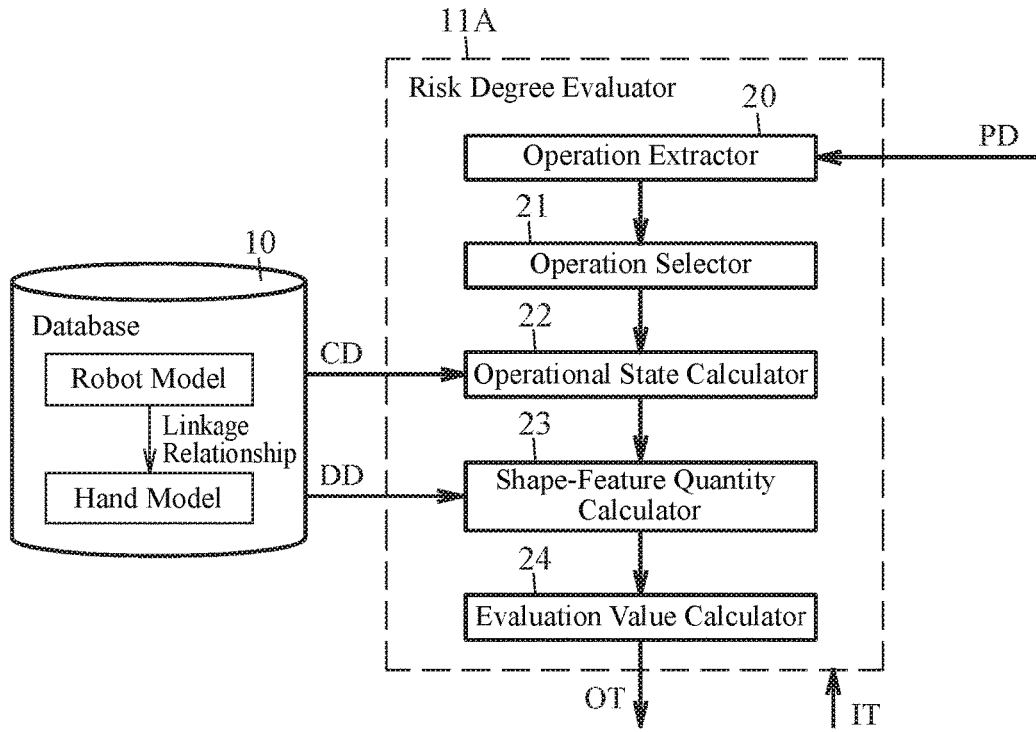 11A
Risk Degree Evaluator
20
PD
Operation Extractor
21
Operation Selector
10
Database
22
CD
Robot Model
Operational State Calculator
Linkage
Relationship
23
DD
Hand Model
Shape-Feature Quantity
Calculator
24
Evaluation Value Calculator
OT
IT